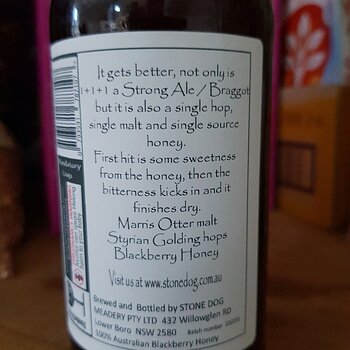 It gets better, not only is
1+1+1 a Strong Ale / Braggot
but it is also a single hop,
single malt and single source
honey.
First hit is some sweetness
from the honey, then the
bitterness kicks in and it
finishes dry.
Marris Otter malt
Styrian Golding hops
Blackberry Honey
Visit us at www.stonedog.com.au
Brewed and Bottled by STONE DOG
MEADERY PTY LTD 432 Willowglen RD
Lower Boro NSW 2580 Batch number
100% Australian Blackberry Honey